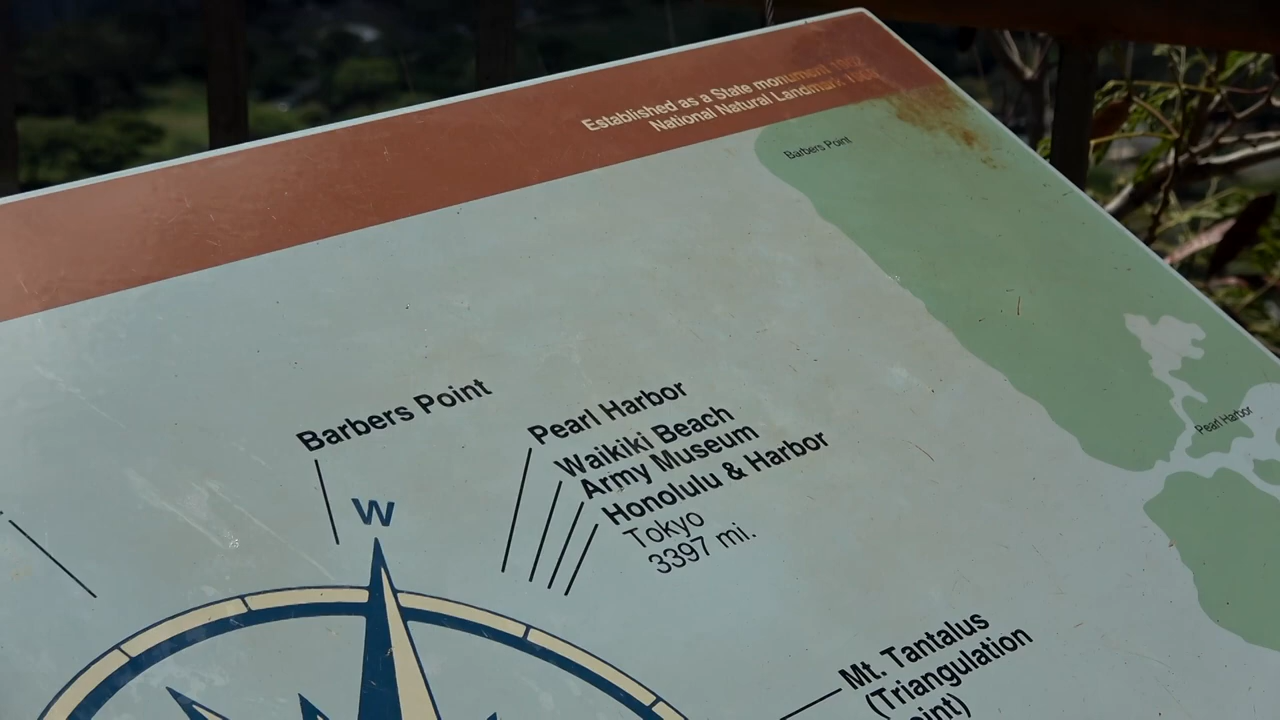 Established as a State monument
National Natural Landmark
Barbers Point
Pearl Harbor
Barbers Point
W
Pearl Harbor
Waikiki Beach
Army Museum
Honolulu & Harbor
Tokyo
3397 mi.
Mt. Tantalus
(Triangulation